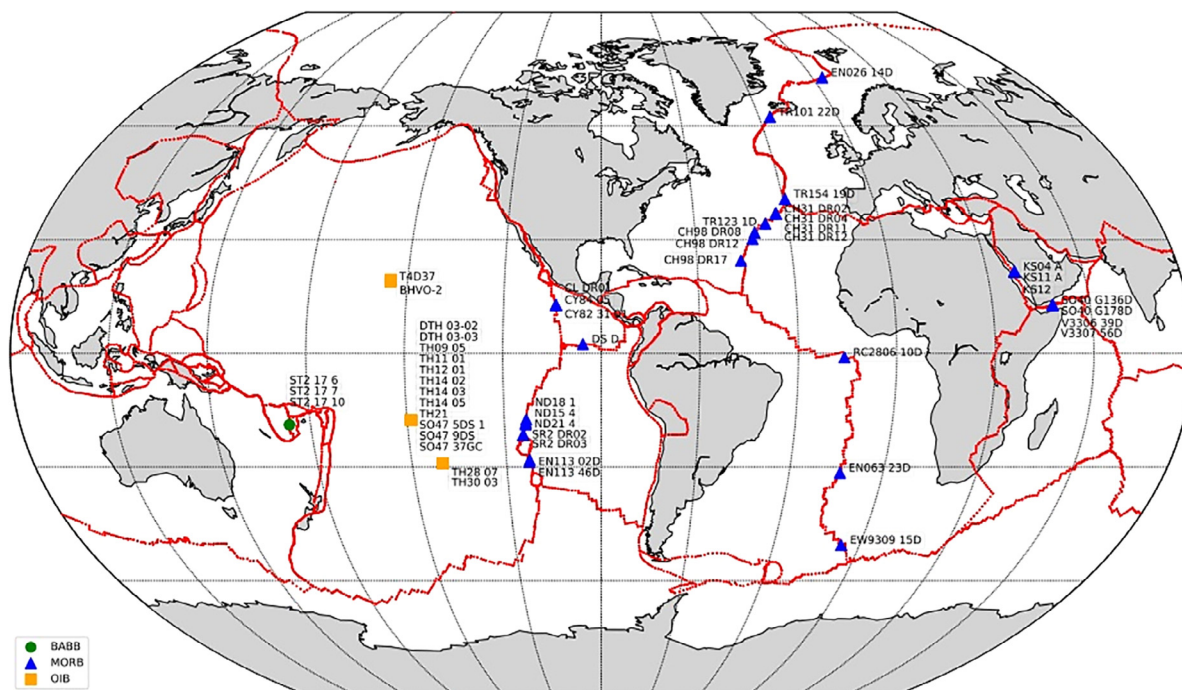 EN026 14D
TR101 22D
TR154 19D
CH31 DR02
TR123 1D
CH31 DR04
CH98 DR08
CH31 DR11
CH98 DR12
CH31 DR12
CH98 DR17
KS04 A
KS11 A
KS12
T4D37
BHVO-2
CL DR01
CY84 05
CY82 31 01
SO40 G136D
SO40 G178D
V3306 39D
V3307 56D
DTH 03-02
DTH 03-03
TH09 05
TH11 01
TH12 01
TH14 02
TH14 03
TH14 05
TH21
SO47 5DS 1
SO47 9DS
SO47 37GC
DS D
RC2806 10D
ST2 17 6
ST2 17 7
ST2 17 10
ND18 1
ND15 4
ND21 4
SR2 DR02
SR2 DR03
EN113 02D
EN113 46D
TH28 07
TH30 03
EN063 23D
EW9309 15D
BABB
MORB
OIB